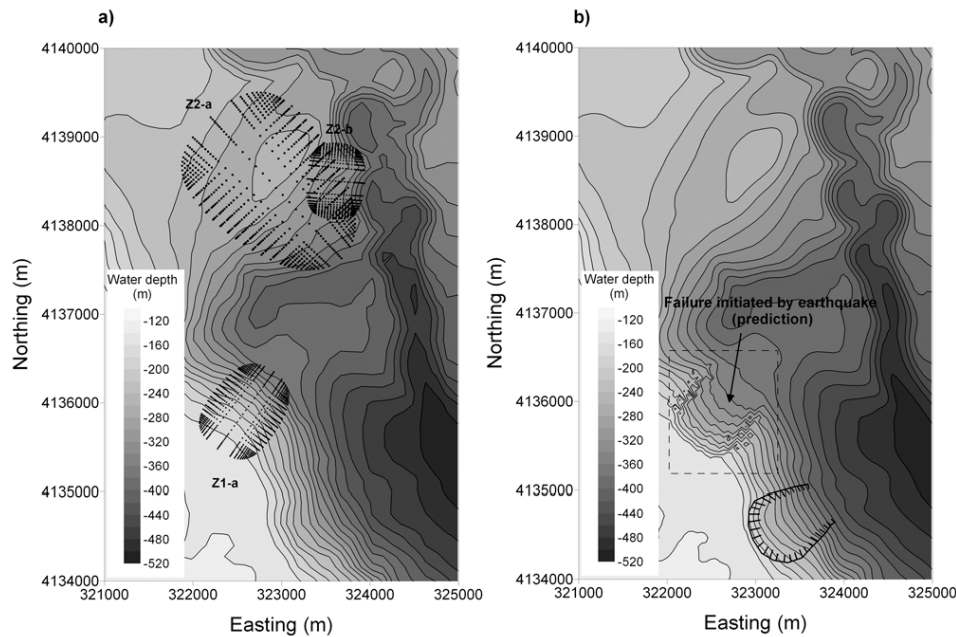 a)
4140000
4139000
4138000
4137000
4136000
4135000
4134000
Northing (m)
Z2-a
Z2-b
Z1-a
Water depth
(m)
-120
-160
-200
-240
-280
-320
-360
-400
-440
-480
-520
321000 322000 323000 324000 325000
Easting (m)
b)
4140000
4139000
4138000
4137000
4136000
4135000
4134000
Northing (m)
Failure initiated by earthquake
(prediction)
Water depth
(m)
-120
-160
-200
-240
-280
-320
-360
-400
-440
-480
-520
321000 322000 323000 324000 325000
Easting (m)